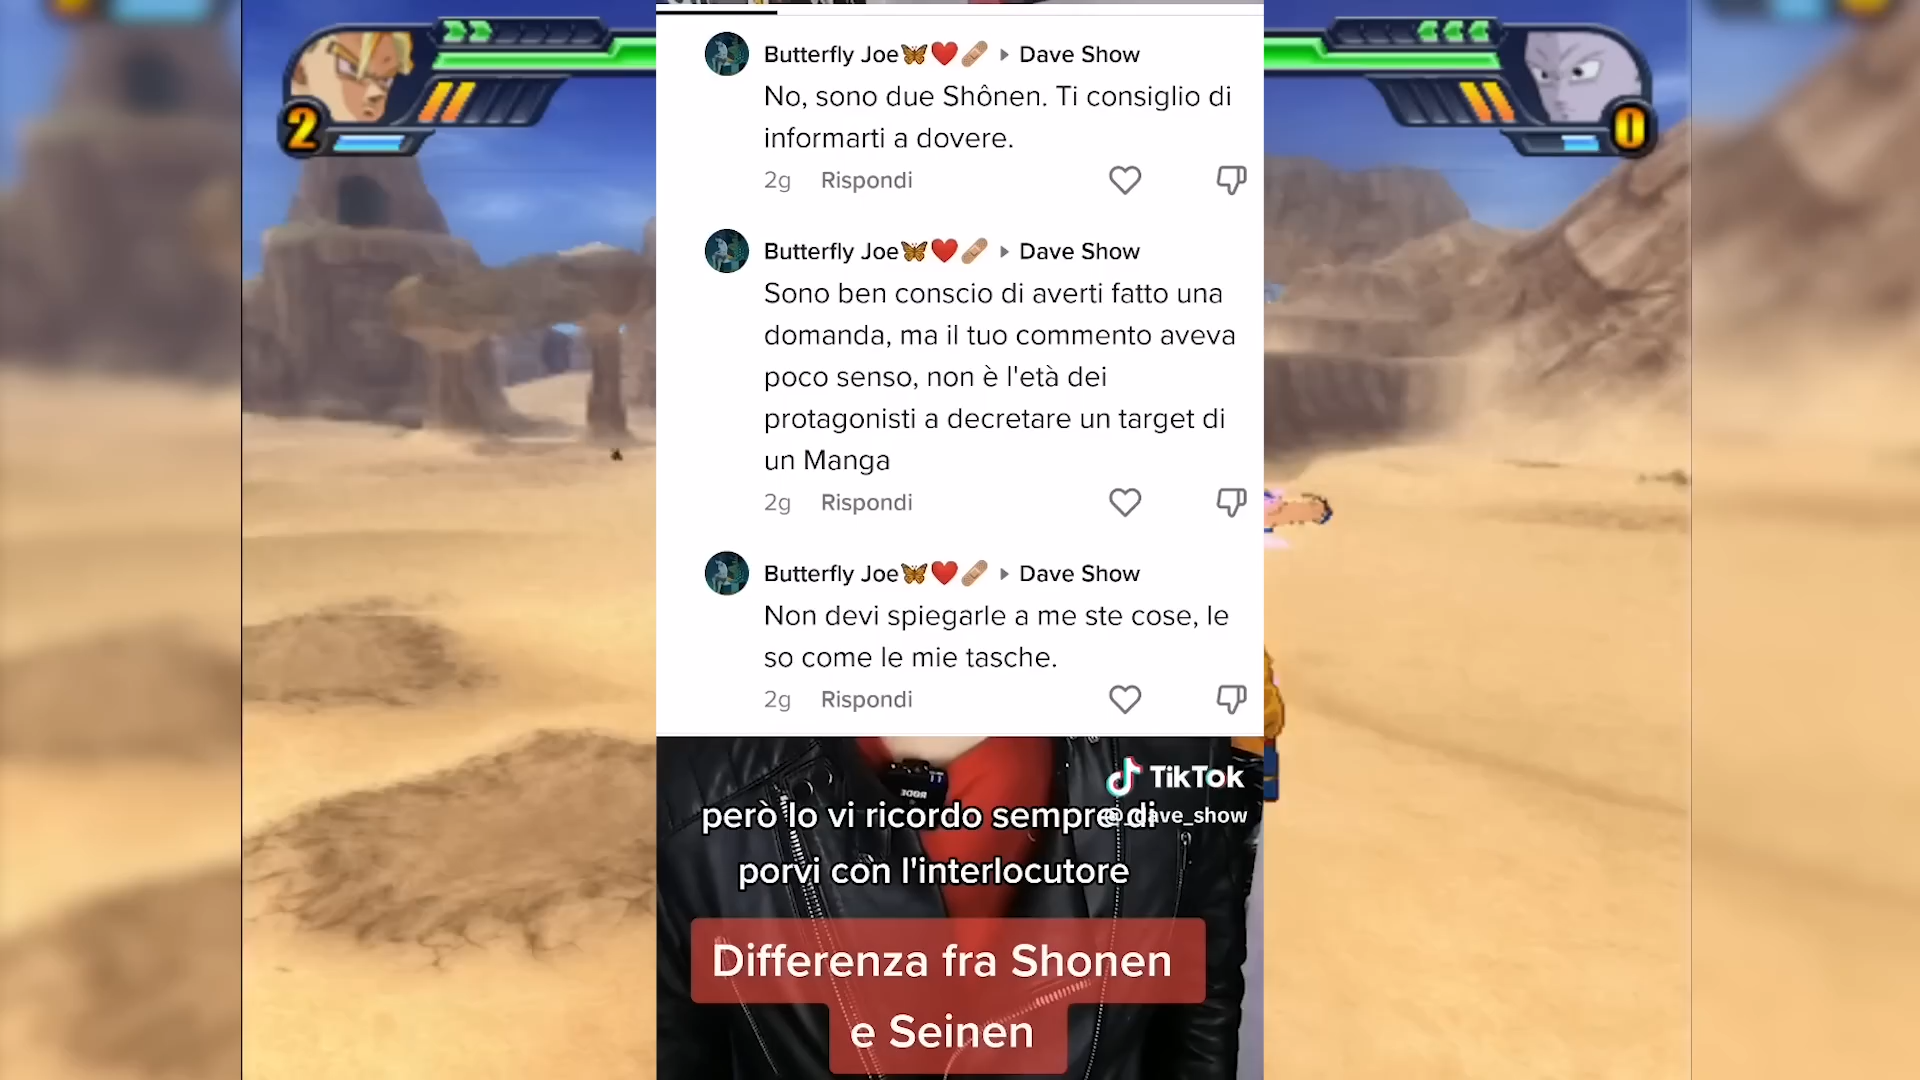 2
0
Butterfly Joe🦋❤️🩹 ▸ Dave Show
No, sono due Shônen. Ti consiglio di
informarti a dovere.
2g Rispondi
Butterfly Joe🦋❤️🩹 ▸ Dave Show
Sono ben conscio di averti fatto una
domanda, ma il tuo commento aveva
poco senso, non è l'età dei
protagonisti a decretare un target di
un Manga
2g Rispondi
Butterfly Joe🦋❤️🩹 ▸ Dave Show
Non devi spiegarle a me ste cose, le
so come le mie tasche.
2g Rispondi
TikTok
@_dave_show
RODE
però lo vi ricordo sempre di
porvi con l'interlocutore
Differenza fra Shonen
e Seinen